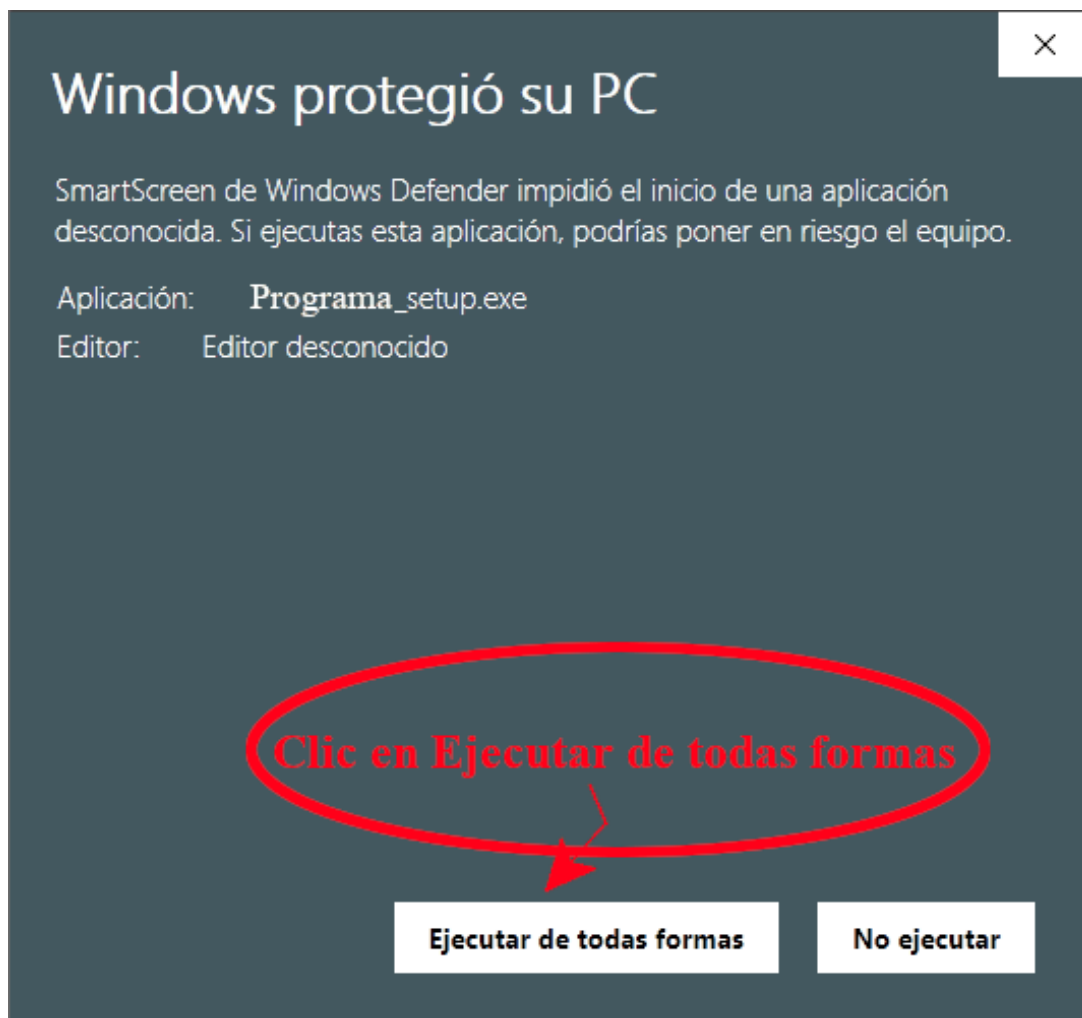 Windows protegió su PC
SmartScreen de Windows Defender impidió el inicio de una aplicación
desconocida. Si ejecutas esta aplicación, podrías poner en riesgo el equipo.
Aplicación: Programa_setup.exe
Editor: Editor desconocido
Clic en Ejecutar de todas formas
Ejecutar de todas formas No ejecutar